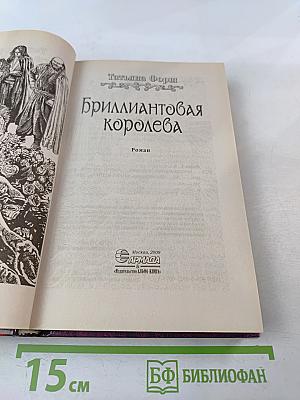 Татьяна Форш
Бриллиантовая
королева
Роман
Москва, 2009
АРМАДА
«Издательство АЛЬФА-КНИГА»
15 см
БФ БИБЛИОФАН